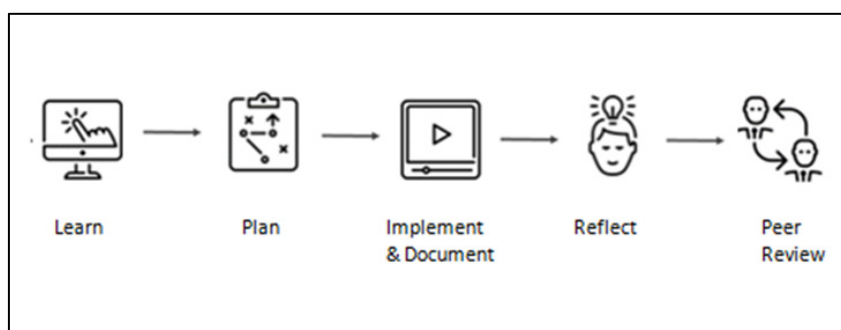 Learn
Plan
Implement
& Document
Reflect
Peer
Review